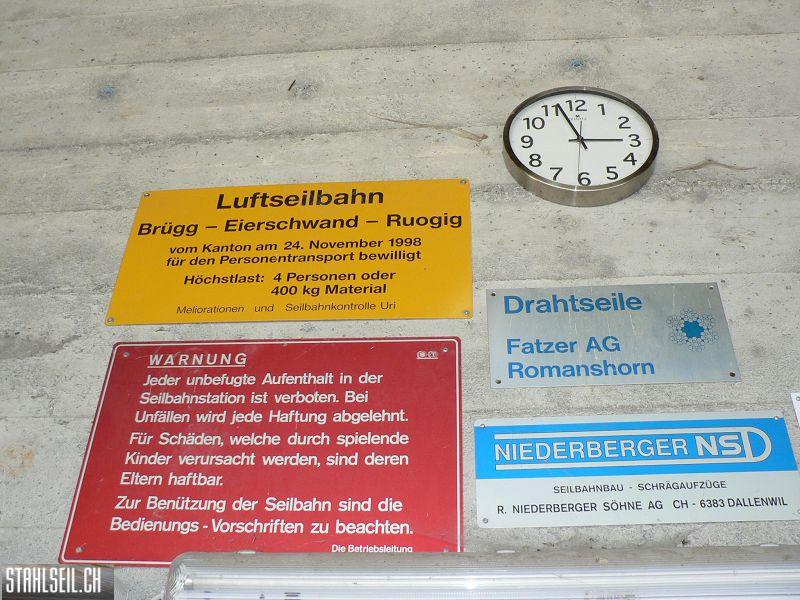 11 12 1
10 2
9 3
8 4
7 6 5
Luftseilbahn
Brügg – Eierschwand – Ruogig
vom Kanton am 24. November 1998
für den Personentransport bewilligt
Höchstlast: 4 Personen oder
400 kg Material
Meliorationen und Seilbahnkontrolle Uri
Drahtseile
Fatzer AG
Romanshorn
WARNUNG
Jeder unbefugte Aufenthalt in der
Seilbahnstation ist verboten. Bei
Unfällen wird jede Haftung abgelehnt.
Für Schäden, welche durch spielende
Kinder verursacht werden, sind deren
Eltern haftbar.
Zur Benützung der Seilbahn sind die
Bedienungs - Vorschriften zu beachten.
Die Betriebsleitung
NIEDERBERGER NSD
SEILBAHNBAU - SCHRÄGAUFZÜGE
R. NIEDERBERGER SÖHNE AG CH - 6383 DALLENWIL
STAHLSEIL.CH